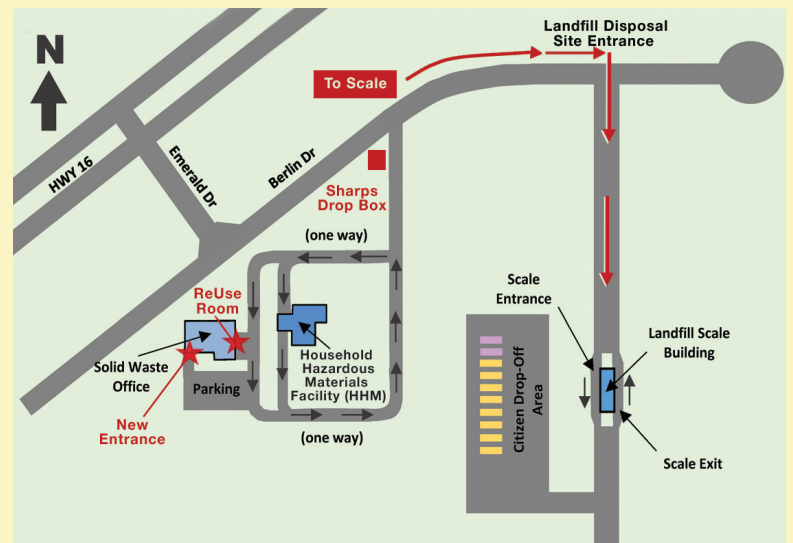 Landfill Disposal
Site Entrance
N
To Scale
HWY 16
Emerald Dr
Berlin Dr
Sharps
Drop Box
(one way)
ReUse
Room
Solid Waste
Office
Parking
New
Entrance
Household
Hazardous
Materials
Facility (HHM)
(one way)
Scale
Entrance
Landfill Scale
Building
Citizen Drop-Off
Area
Scale Exit